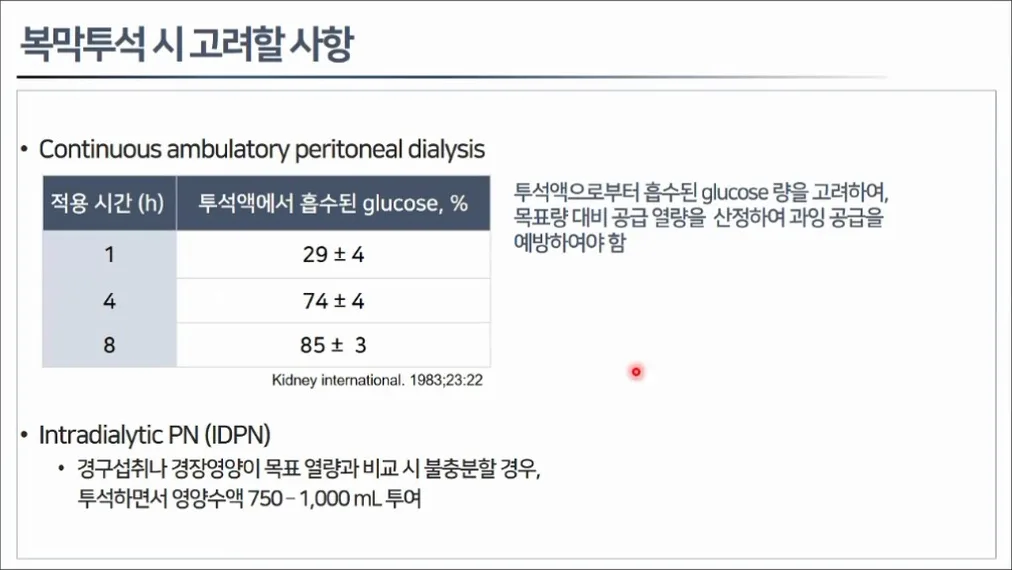 복막투석 시 고려할 사항
• Continuous ambulatory peritoneal dialysis
적용 시간 (h) 투석액에서 흡수된 glucose, %
1 29 ± 4
4 74 ± 4
8 85 ± 3
Kidney international. 1983;23:22
투석액으로부터 흡수된 glucose 량을 고려하여,
목표량 대비 공급 열량을 산정하여 과잉 공급을
예방하여야 함
• Intradialytic PN (IDPN)
• 경구섭취나 경장영양이 목표 열량과 비교 시 불충분할 경우,
투석하면서 영양수액 750 – 1,000 mL 투여